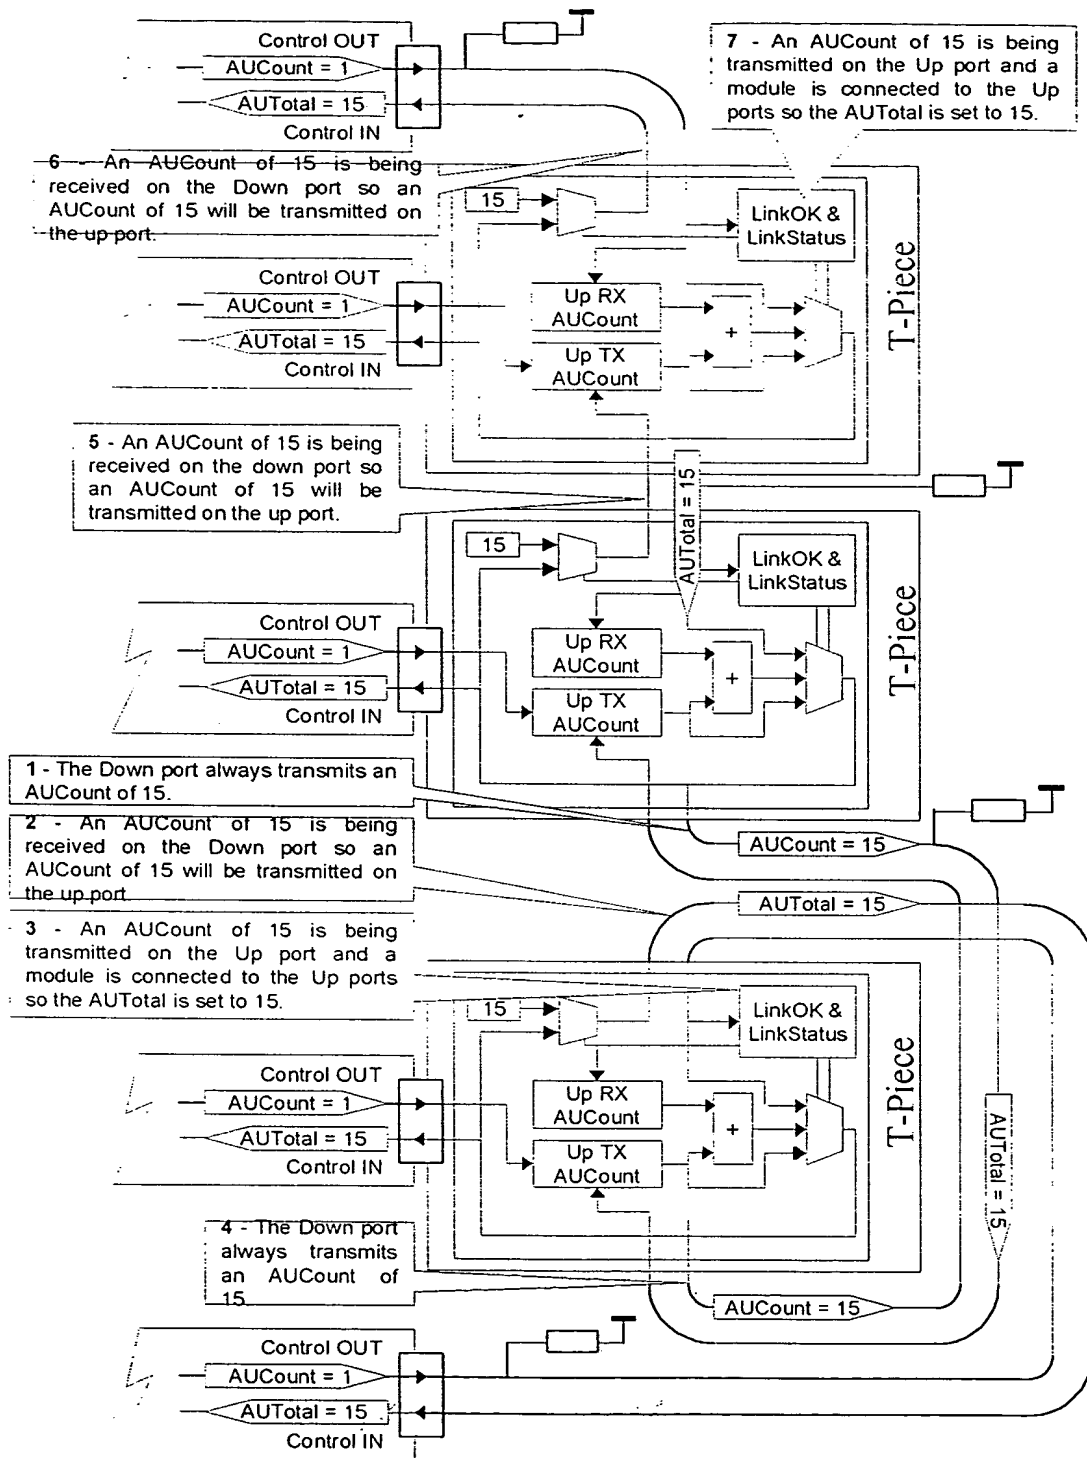 Control OUT
AUCount = 1
AUTotal = 15
Control IN
7 - An AUCount of 15 is being
transmitted on the Up port and a
module is connected to the Up
ports so the AUTotal is set to 15.
6 - An AUCount of 15 is being
received on the Down port so an
AUCount of 15 will be transmitted on
the up port.
15
LinkOK &
LinkStatus
T-Piece
Control OUT
AUCount = 1
AUTotal = 15
Control IN
Up RX
AUCount
Up TX
AUCount
+
5 - An AUCount of 15 is being
received on the down port so
an AUCount of 15 will be
transmitted on the up port.
AUTotal = 15
15
LinkOK &
LinkStatus
T-Piece
Control OUT
AUCount = 1
AUTotal = 15
Control IN
Up RX
AUCount
Up TX
AUCount
+
1 - The Down port always transmits an
AUCount of 15.
2 - An AUCount of 15 is being
received on the Down port so an
AUCount of 15 will be transmitted on
the up port.
AUCount = 15
AUTotal = 15
3 - An AUCount of 15 is being
transmitted on the Up port and a
module is connected to the Up ports
so the AUTotal is set to 15.
15
LinkOK &
LinkStatus
T-Piece
Control OUT
AUCount = 1
AUTotal = 15
Control IN
Up RX
AUCount
Up TX
AUCount
+
AUTotal = 15
4 - The Down port
always transmits
an AUCount of
15
AUCount = 15
Control OUT
AUCount = 1
AUTotal = 15
Control IN